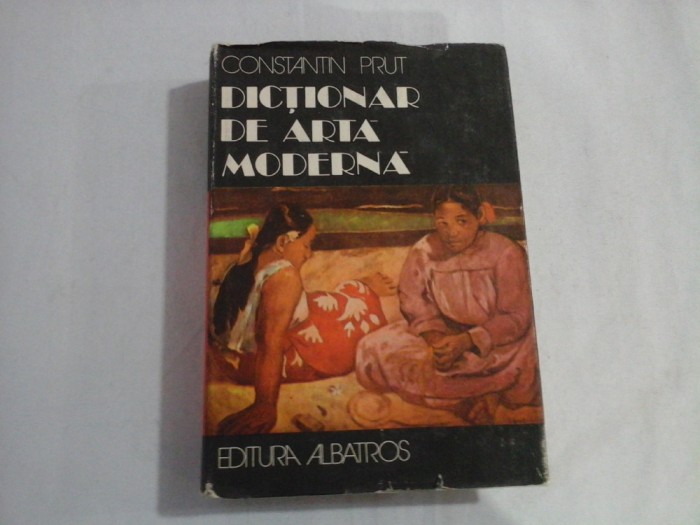 CONSTANTIN PRUT
DICȚIONAR
DE ARTĂ
MODERNĂ
EDITURA ALBATROS